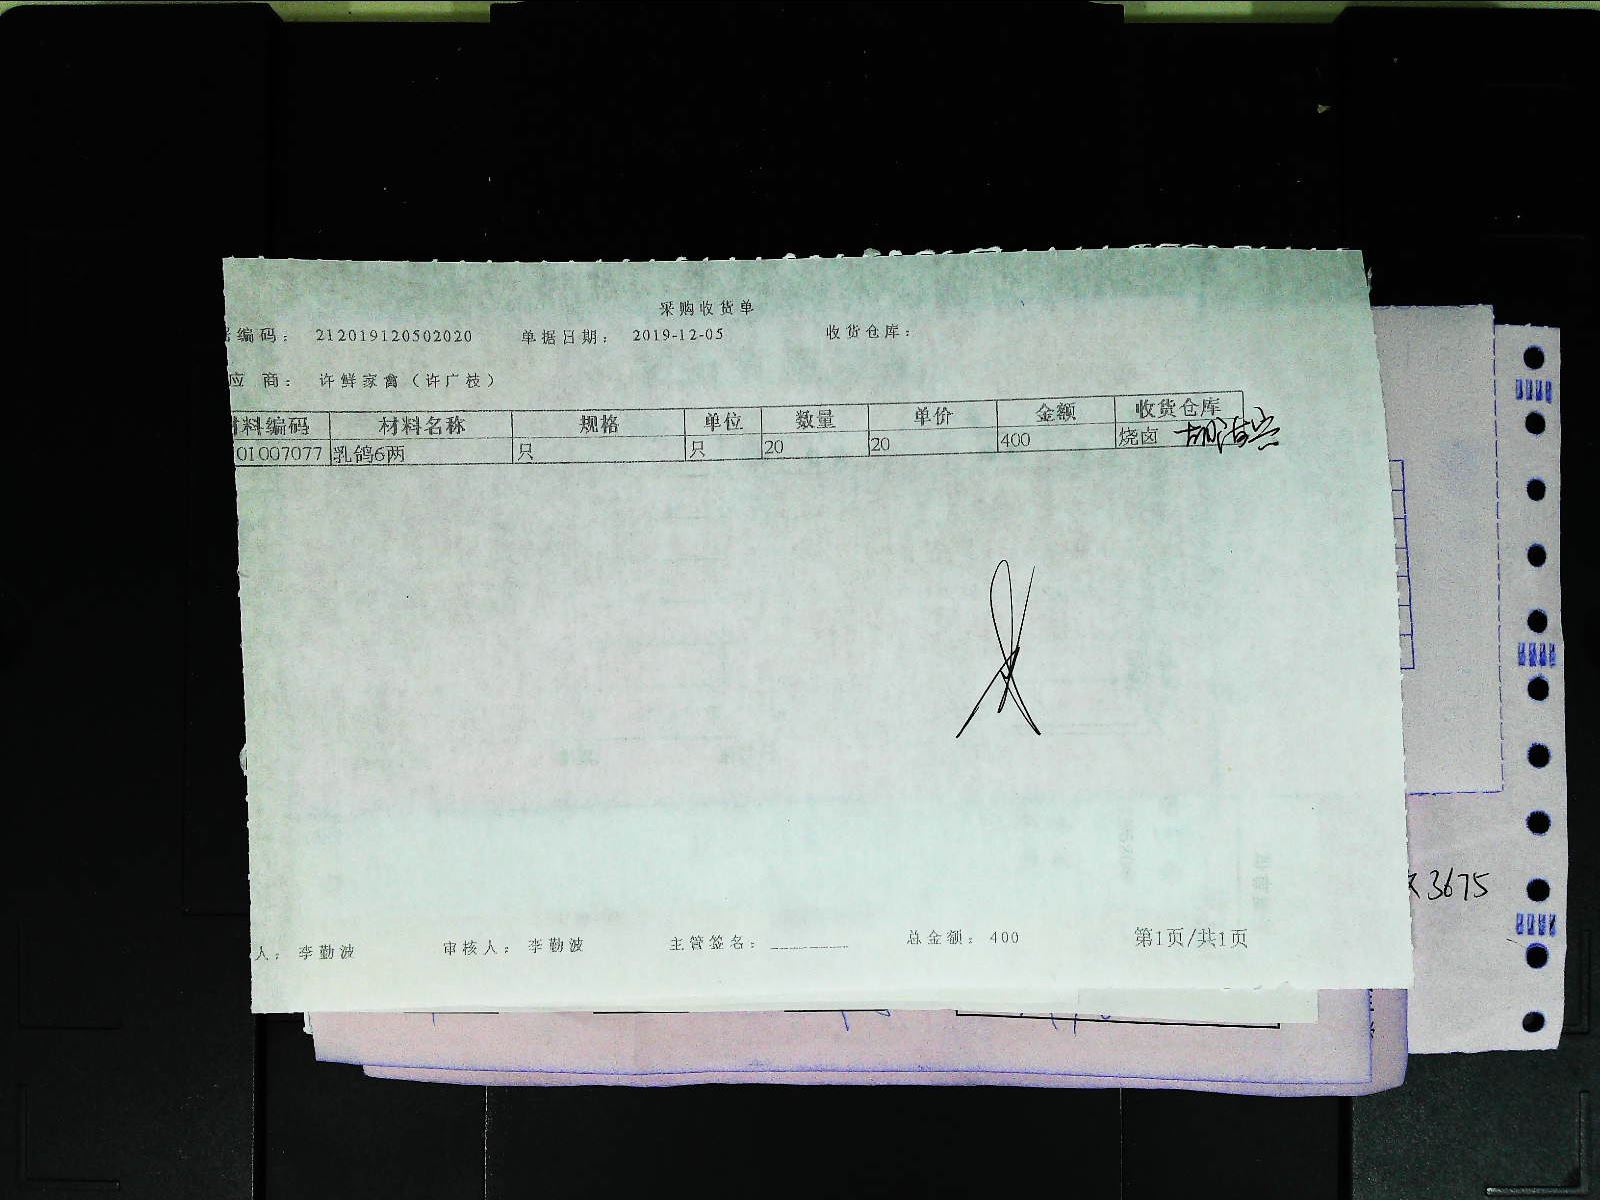 采购收货单
编码： 212019120502020 单据日期： 2019-12-05 收货仓库：
应 商： 许鲜家禽（许广枝）
材料编码 材料名称 规格 单位 数量 单价 金额 收货仓库
01007077 乳鸽6两 只 只 20 20 400 烧卤
3675
人： 李勤波 审核人： 李勤波 主管签名： 总金额： 400 第1页/共1页